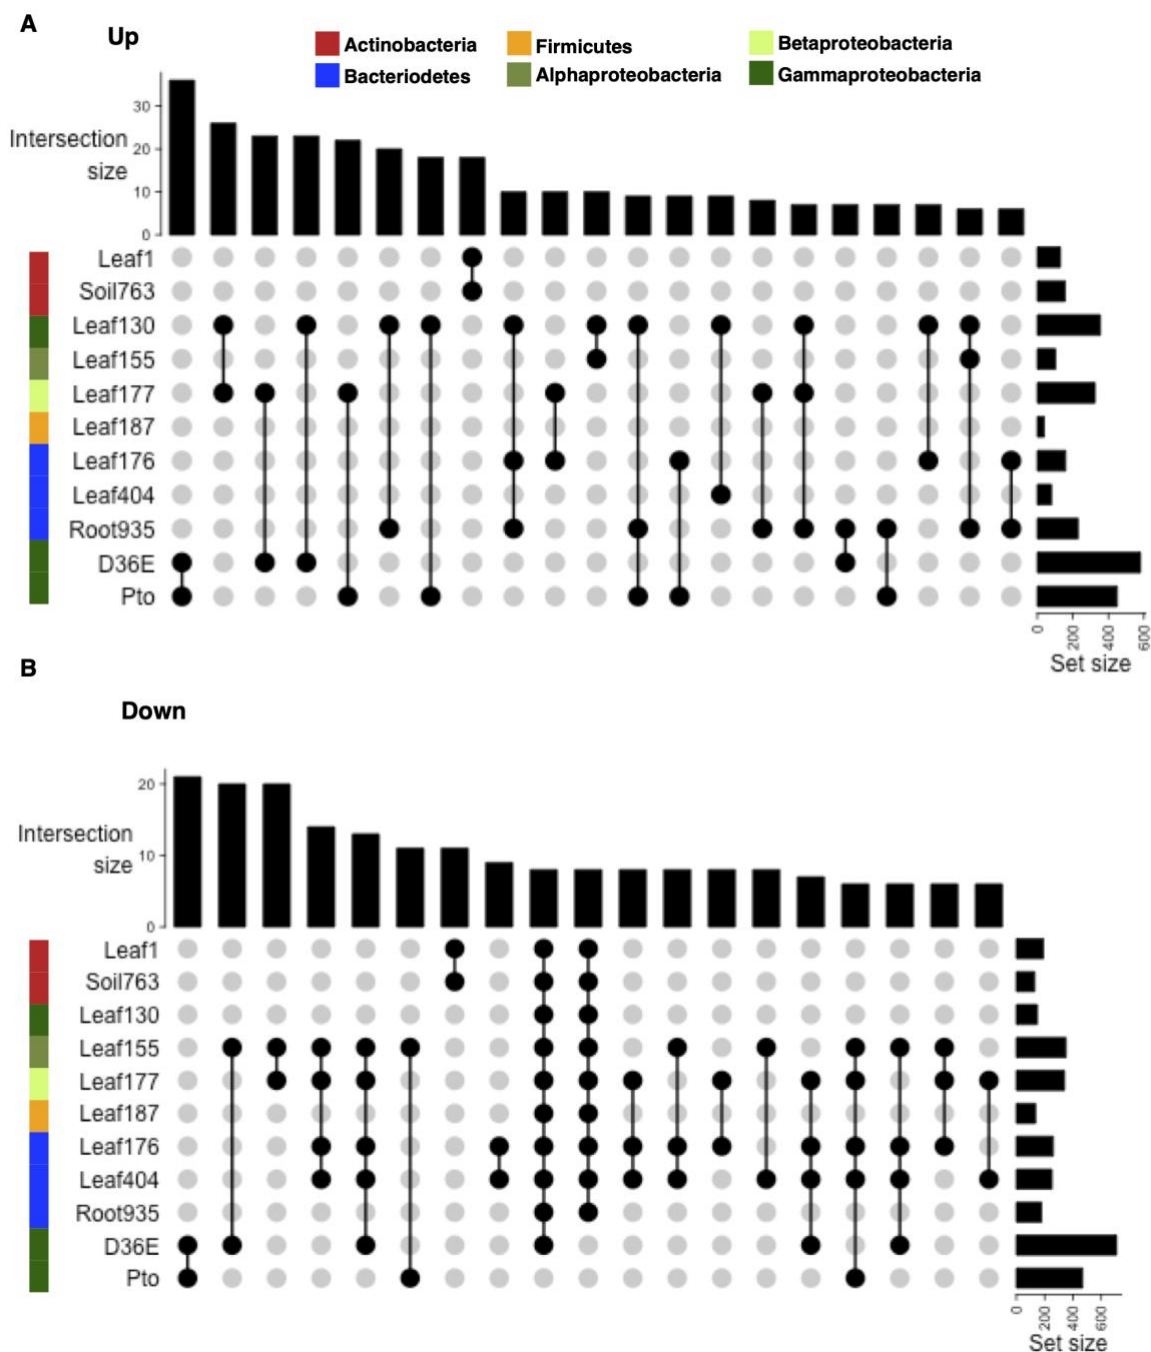 A
Up
Actinobacteria
Firmicutes
Betaproteobacteria
Bacteriodetes
Alphaproteobacteria
Gammaproteobacteria
Intersection
size
30
20
10
0
Leaf1
Soil763
Leaf130
Leaf155
Leaf177
Leaf187
Leaf176
Leaf404
Root935
D36E
Pto
0
200
400
600
Set size
B
Down
Intersection
size
20
10
0
Leaf1
Soil763
Leaf130
Leaf155
Leaf177
Leaf187
Leaf176
Leaf404
Root935
D36E
Pto
0
200
400
600
Set size